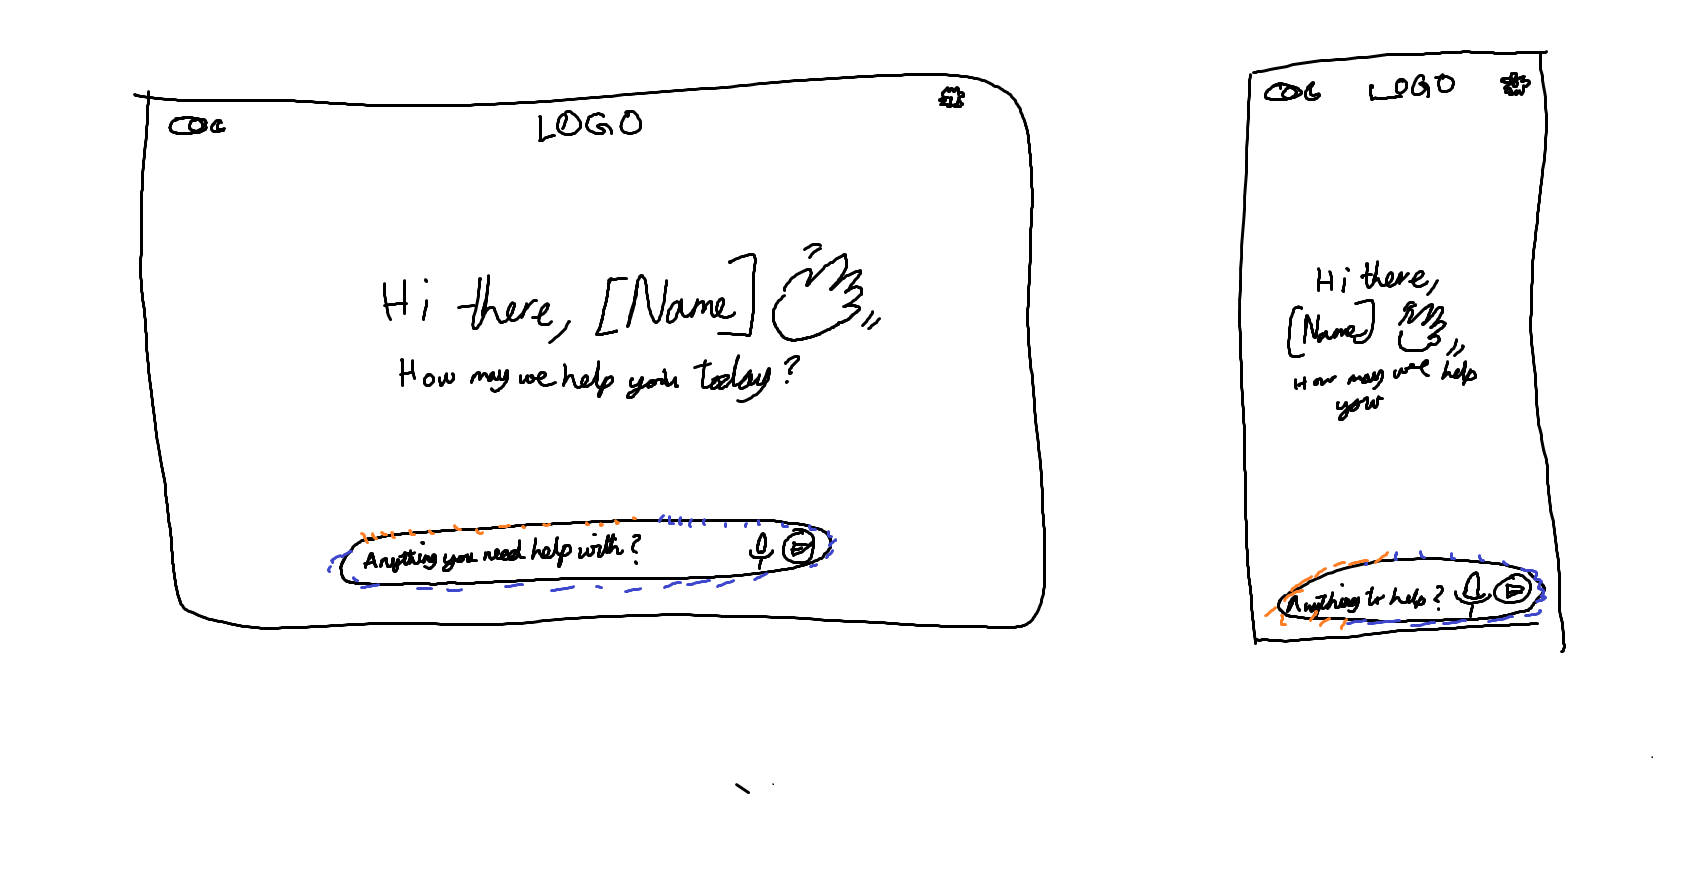 LOGO
Hi there, [Name]
How may we help you today?
Anything you need help with?
LOGO
Hi there,
[Name]
How may we help
you
Anything to help?